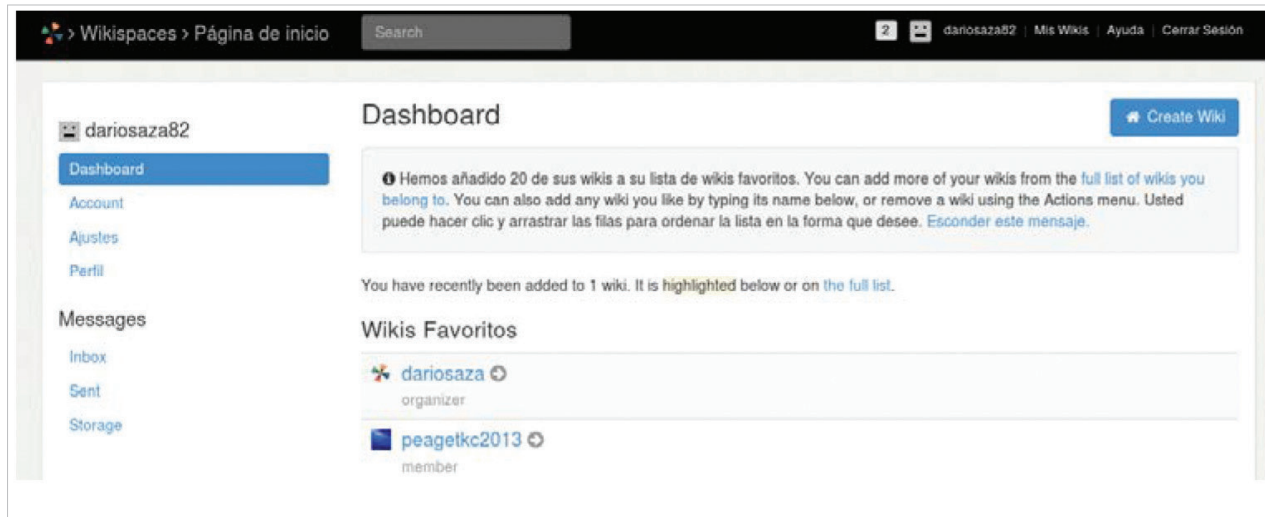 > Wikispaces > Página de inicio
Search
2
dariosaza82 | Mis Wikis | Ayuda | Cerrar Sesión
dariosaza82
Dashboard
Account
Ajustes
Perfil
Messages
Inbox
Sent
Storage
Dashboard
Create Wiki
Hemos añadido 20 de sus wikis a su lista de wikis favoritos. You can add more of your wikis from the full list of wikis you
belong to. You can also add any wiki you like by typing its name below, or remove a wiki using the Actions menu. Usted
puede hacer clic y arrastrar las filas para ordenar la lista en la forma que desee. Esconder este mensaje.
You have recently been added to 1 wiki. It is highlighted below or on the full list.
Wikis Favoritos
dariosaza
organizer
peagetkc2013
member